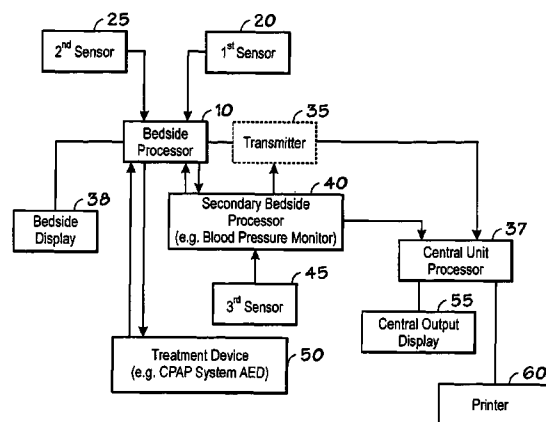 25
2nd Sensor
20
1st Sensor
10
Bedside
Processor
35
Transmitter
38
Bedside
Display
40
Secondary Bedside
Processor
(e.g. Blood Pressure Monitor)
37
Central Unit
Processor
45
3rd Sensor
55
Central Output
Display
50
Treatment Device
(e.g. CPAP System AED)
60
Printer